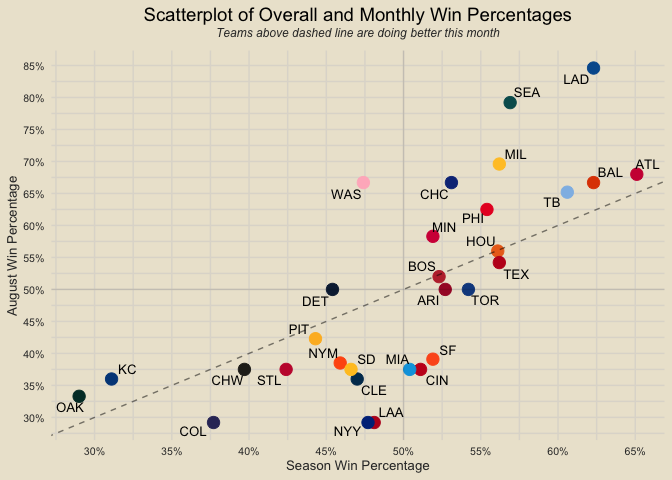 Scatterplot of Overall and Monthly Win Percentages
Teams above dashed line are doing better this month
85%
80%
75%
70%
65%
60%
55%
50%
45%
40%
35%
30%
August Win Percentage
LAD
SEA
MIL
ATL
BAL
WAS
CHC
TB
PHI
MIN
HOU
BOS
TEX
DET
ARI
TOR
PIT
NYM
SD
MIA
SF
KC
CHW
STL
CIN
CLE
OAK
LAA
COL
NYY
30%
35%
40%
45%
50%
55%
60%
65%
Season Win Percentage